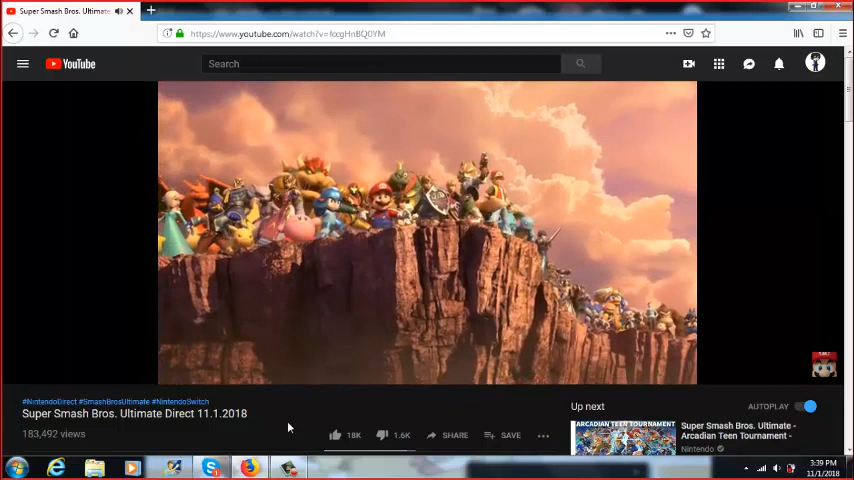 Super Smash Bros. Ultimate
https://www.youtube.com/watch?v=fccgHnBQ0YM
YouTube
Search
#NintendoDirect #SmashBrosUltimate #NintendoSwitch
Super Smash Bros. Ultimate Direct 11.1.2018
183,492 views
18K
1.6K
SHARE
SAVE
Up next
AUTOPLAY
ARCADIAN TEEN TOURNAMENT
Super Smash Bros. Ultimate -
Arcadian Teen Tournament -
Nintendo
3:39 PM
11/1/2018